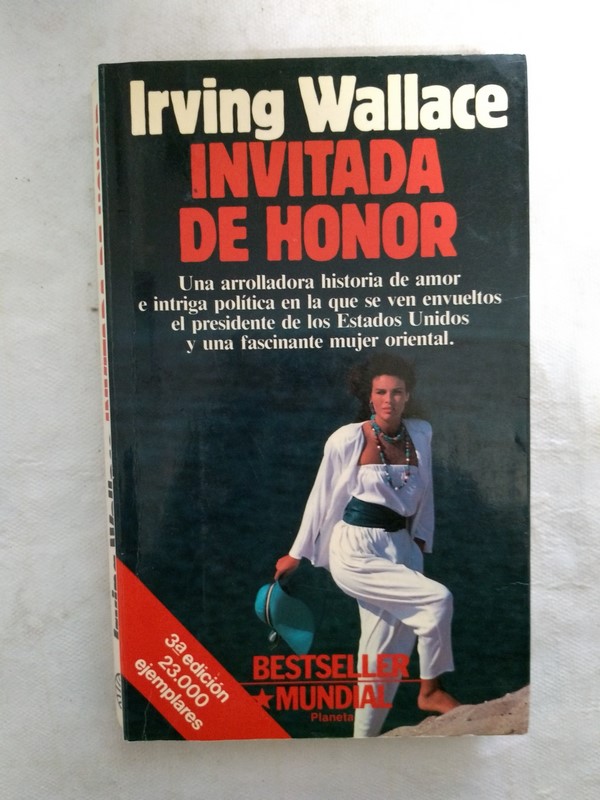 Irving Wallace
INVITADA
DE HONOR
Una arrolladora historia de amor
e intriga política en la que se ven envueltos
el presidente de los Estados Unidos
y una fascinante mujer oriental.
3ª edición
23.000
ejemplares
BESTSELLER
MUNDIAL
Planeta